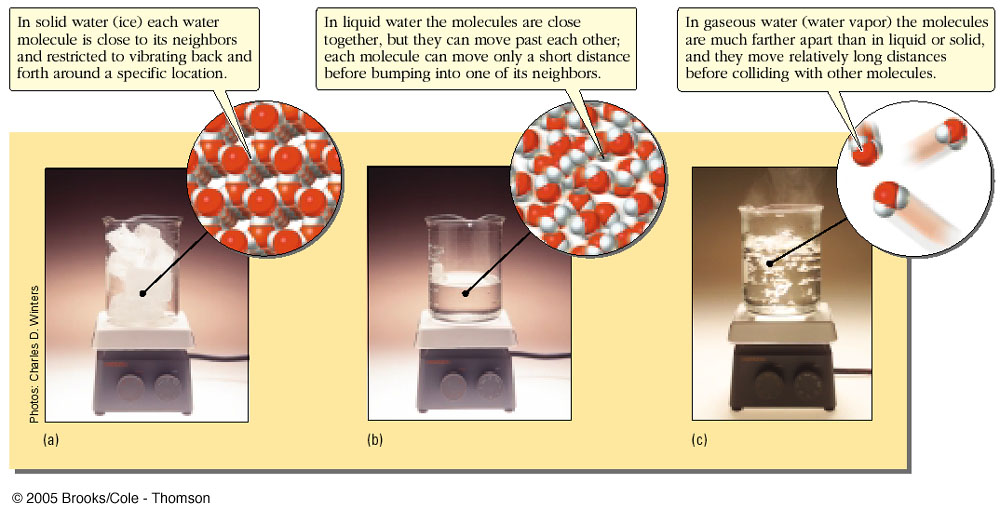 In solid water (ice) each water
molecule is close to its neighbors
and restricted to vibrating back and
forth around a specific location.
In liquid water the molecules are close
together, but they can move past each other;
each molecule can move only a short distance
before bumping into one of its neighbors.
In gaseous water (water vapor) the molecules
are much farther apart than in liquid or solid,
and they move relatively long distances
before colliding with other molecules.
Photos: Charles D. Winters
(a)
(b)
(c)
© 2005 Brooks/Cole - Thomson